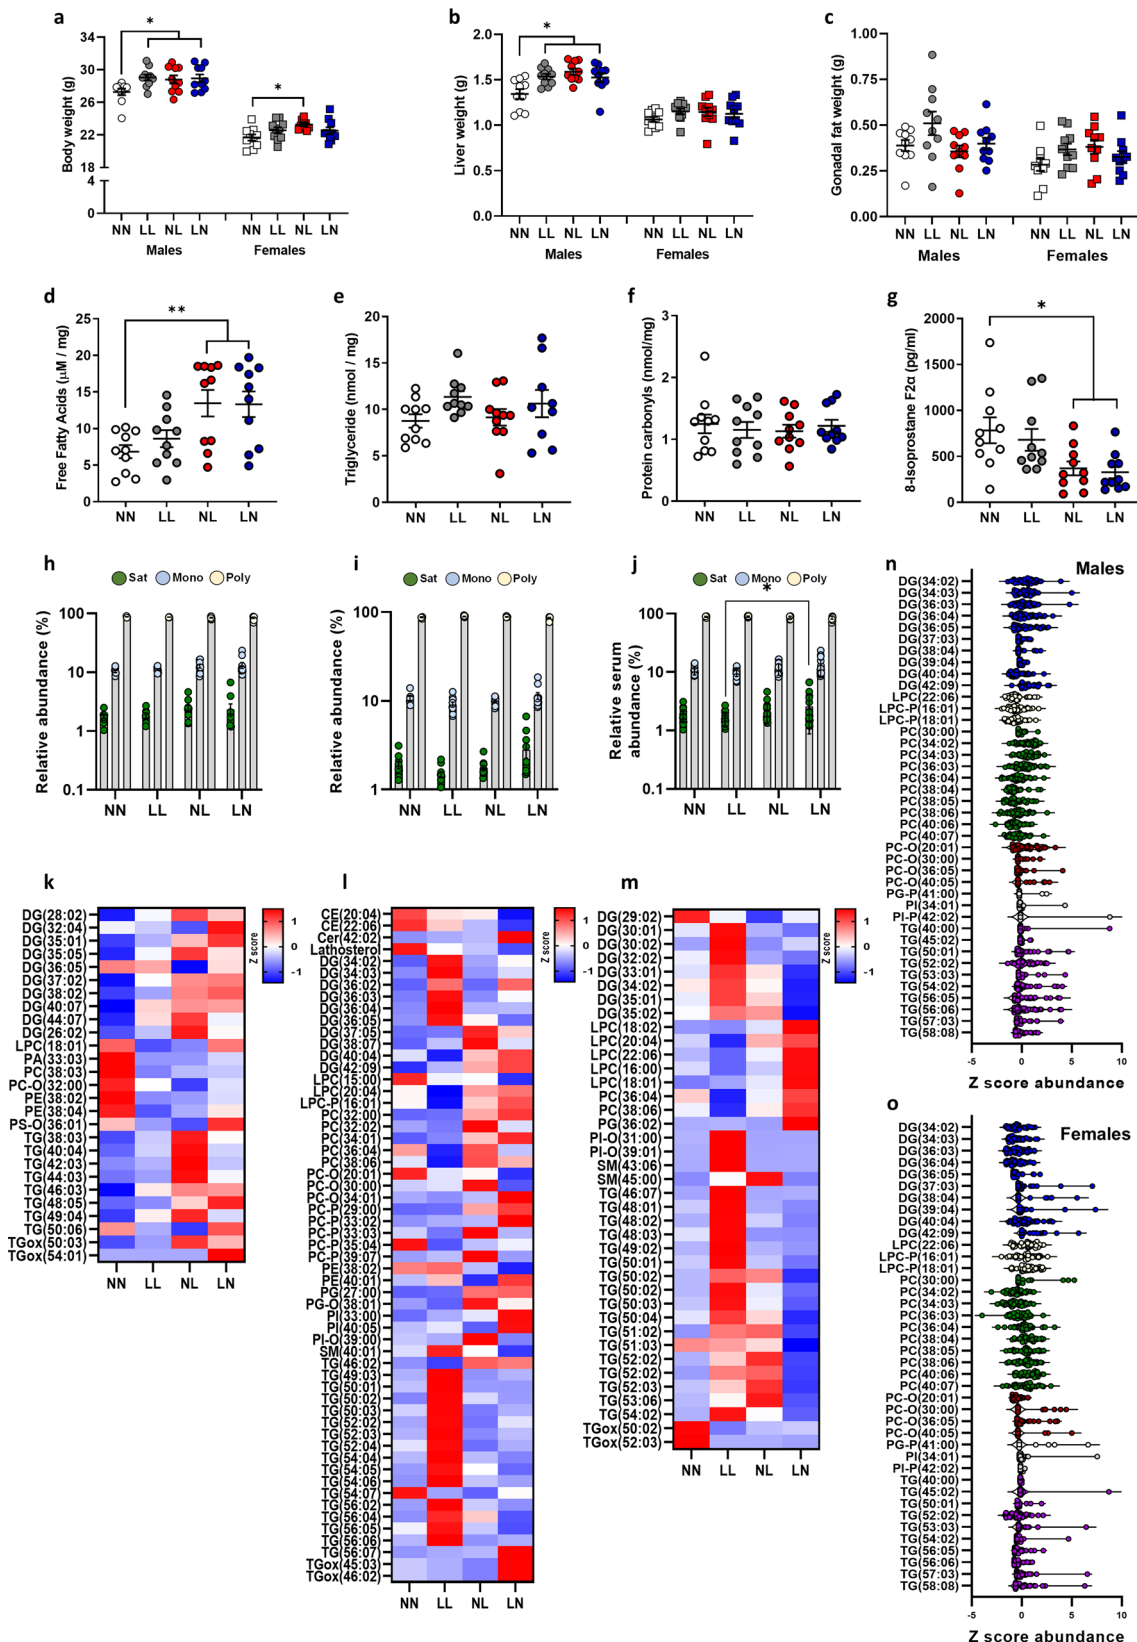 a
*
Body weight (g)
34
30
26
22
18
4
0
*
NN LL NL LN NN LL NL LN
Males Females
b
*
Liver weight (g)
2.0
1.5
1.0
0.5
0.0
NN LL NL LN NN LL NL LN
Males Females
c
Gonadal fat weight (g)
1.00
0.75
0.50
0.25
0.00
NN LL NL LN NN LL NL LN
Males Females
d
**
Free Fatty Acids (µM / mg)
25
20
15
10
5
0
NN LL NL LN
e
Triglyceride (nmol / mg)
20
15
10
5
0
NN LL NL LN
f
Protein carbonyls (nmol/mg)
3.0
2.5
2.0
1.5
1.0
0.5
0.0
NN LL NL LN
g
*
8-Isoprostane F2α (pg/ml)
2000
1500
1000
500
0
NN LL NL LN
h
Sat Mono Poly
Relative abundance (%)
100
10
1
0.1
NN LL NL LN
i
Sat Mono Poly
Relative abundance (%)
100
10
1
NN LL NL LN
j
Sat Mono Poly
*
Relative serum
abundance (%)
100
10
1
0.1
NN LL NL LN
k
DG(28:02)
DG(32:04)
DG(35:01)
DG(35:05)
DG(36:05)
DG(37:02)
DG(38:02)
DG(40:07)
DG(44:07)
DG(26:02)
LPC(18:01)
PA(33:03)
PC(38:03)
PC-O(32:00)
PE(38:02)
PE(38:04)
PS-O(36:01)
TG(38:03)
TG(40:04)
TG(42:03)
TG(44:03)
TG(46:03)
TG(48:05)
TG(49:04)
TG(50:06)
TGox(50:03)
TGox(54:01)
NN LL NL LN
1
0
-1
Z score
l
CE(20:04)
CE(22:06)
Cer(42:02)
Lathosterol
DG(34:02)
DG(34:03)
DG(36:02)
DG(36:03)
DG(36:04)
DG(36:05)
DG(37:05)
DG(38:07)
DG(40:04)
DG(42:09)
LPC(15:00)
LPC(20:04)
LPC-P(16:01)
PC(32:00)
PC(32:02)
PC(34:01)
PC(36:04)
PC(38:06)
PC-O(20:01)
PC-O(30:00)
PC-O(34:01)
PC-P(29:00)
PC-P(33:02)
PC-P(33:03)
PC-P(35:04)
PC-P(39:07)
PE(38:02)
PE(40:01)
PG(27:00)
PG-O(38:01)
PI(33:00)
PI(40:05)
PI-O(39:00)
SM(40:01)
TG(46:02)
TG(49:03)
TG(50:01)
TG(50:02)
TG(50:03)
TG(52:02)
TG(52:03)
TG(52:04)
TG(54:04)
TG(54:05)
TG(54:06)
TG(54:07)
TG(56:02)
TG(56:04)
TG(56:05)
TG(56:06)
TG(56:07)
TGox(45:03)
TGox(46:02)
NN LL NL LN
1
0
-1
Z score
m
DG(29:02)
DG(30:01)
DG(30:02)
DG(32:02)
DG(33:01)
DG(34:02)
DG(35:01)
DG(35:02)
LPC(18:02)
LPC(20:04)
LPC(22:06)
LPC(16:00)
LPC(18:01)
PC(36:04)
PC(38:06)
PG(36:02)
PI-O(31:00)
PI-O(39:01)
SM(43:06)
SM(45:00)
TG(46:07)
TG(48:01)
TG(48:02)
TG(48:03)
TG(49:02)
TG(50:01)
TG(50:02)
TG(50:03)
TG(50:04)
TG(51:02)
TG(51:03)
TG(52:02)
TG(52:02)
TG(52:03)
TG(53:06)
TG(54:02)
TGox(50:02)
TGox(52:03)
NN LL NL LN
1
0
-1
Z score
n
Males
DG(34:02)
DG(34:03)
DG(36:03)
DG(36:04)
DG(36:05)
DG(37:03)
DG(38:04)
DG(39:04)
DG(40:04)
DG(42:09)
LPC(22:06)
LPC-P(16:01)
LPC-P(18:01)
PC(30:00)
PC(34:02)
PC(34:03)
PC(36:03)
PC(36:04)
PC(38:04)
PC(38:05)
PC(38:06)
PC(40:06)
PC(40:07)
PC-O(20:01)
PC-O(30:00)
PC-O(36:05)
PC-O(40:05)
PG-P(41:00)
PI(34:01)
PI-P(42:02)
TG(40:00)
TG(45:02)
TG(50:01)
TG(52:02)
TG(53:03)
TG(54:02)
TG(56:05)
TG(56:06)
TG(57:03)
TG(58:08)
-5 0 5 10
Z score abundance
o
Females
DG(34:02)
DG(34:03)
DG(36:03)
DG(36:04)
DG(36:05)
DG(37:03)
DG(38:04)
DG(39:04)
DG(40:04)
DG(42:09)
LPC(22:06)
LPC-P(16:01)
LPC-P(18:01)
PC(30:00)
PC(34:02)
PC(34:03)
PC(36:03)
PC(36:04)
PC(38:04)
PC(38:05)
PC(38:06)
PC(40:06)
PC(40:07)
PC-O(20:01)
PC-O(30:00)
PC-O(36:05)
PC-O(40:05)
PG-P(41:00)
PI(34:01)
PI-P(42:02)
TG(40:00)
TG(45:02)
TG(50:01)
TG(52:02)
TG(53:03)
TG(54:02)
TG(56:05)
TG(56:06)
TG(57:03)
TG(58:08)
-5 0 5 10
Z score abundance